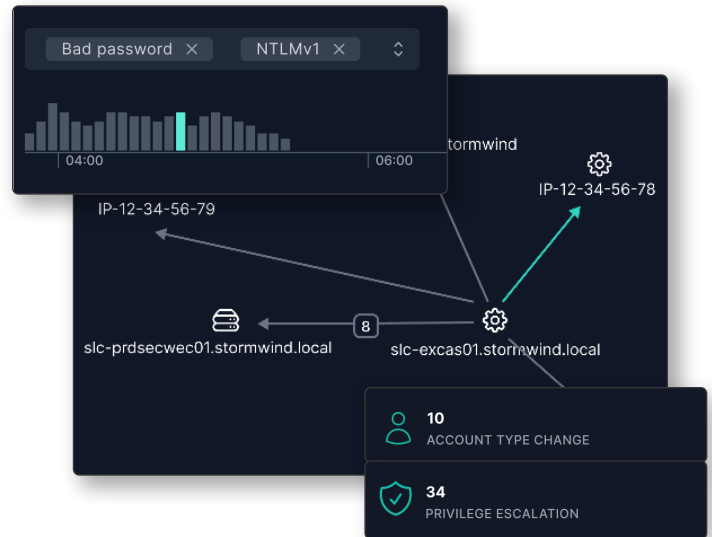 Bad password ×
NTLMv1 ×
04:00
06:00
tormwind
IP-12-34-56-78
IP-12-34-56-79
8
slc-prdsecwec01.stormwind.local
slc-excas01.stormwind.local
10
ACCOUNT TYPE CHANGE
34
PRIVILEGE ESCALATION